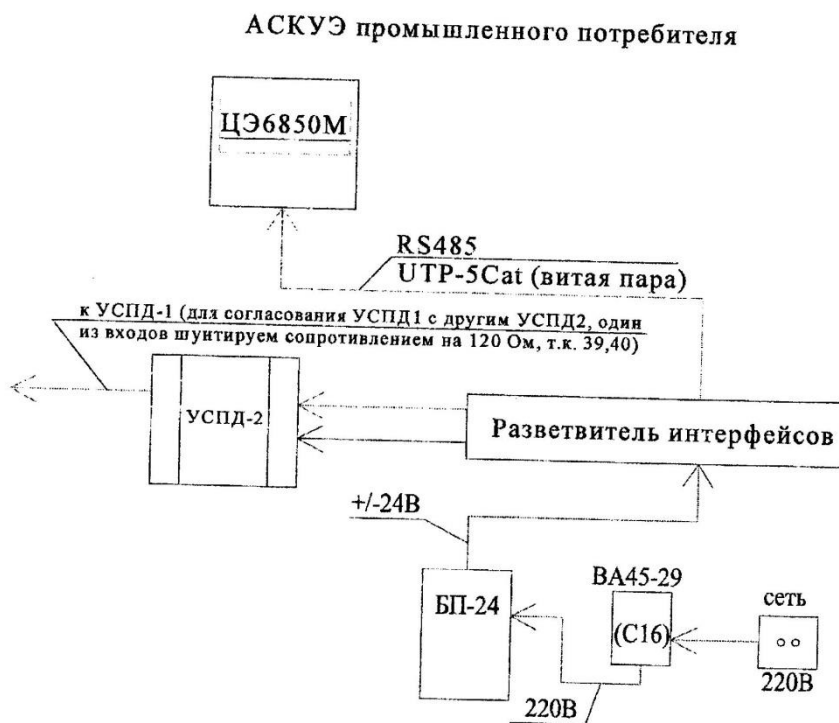 АСКУЭ промышленного потребителя
ЦЭ6850М
RS485
UTP-5Cat (витая пара)
к УСПД-1 (для согласования УСПД1 с другим УСПД2, один
из входов шунтируем сопротивлением на 120 Ом, т.к. 39,40)
УСПД-2
Разветвитель интерфейсов
+/-24В
БП-24
ВА45-29
(С16)
сеть
220В
220В